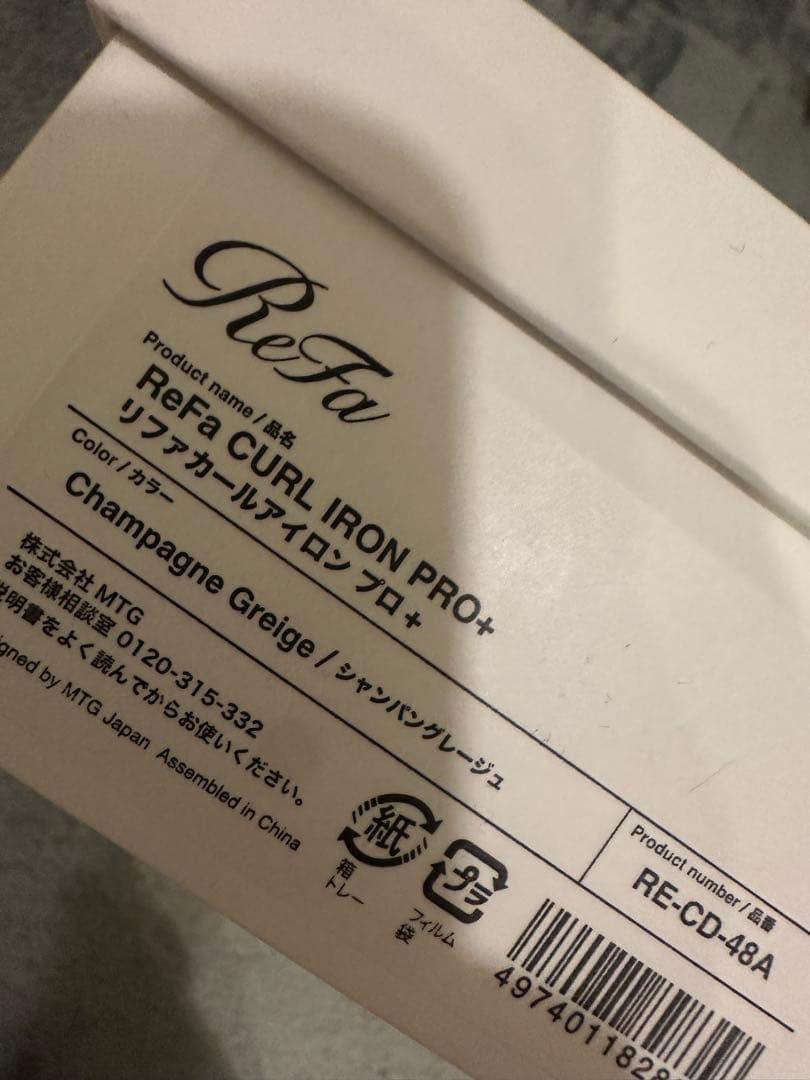 ReFa
Product name / 品名
ReFa CURL IRON PRO+
リファカールアイロン プロ+
Color / カラー
Champagne Greige / シャンパングレージュ
株式会社 MTG
お客様相談室 0120-315-332
説明書をよく読んでからお使いください。
igned by MTG Japan Assembled in China
紙
箱
トレー
プラ
フィルム
袋
Product number / 品番
RE-CD-48A
4974011828